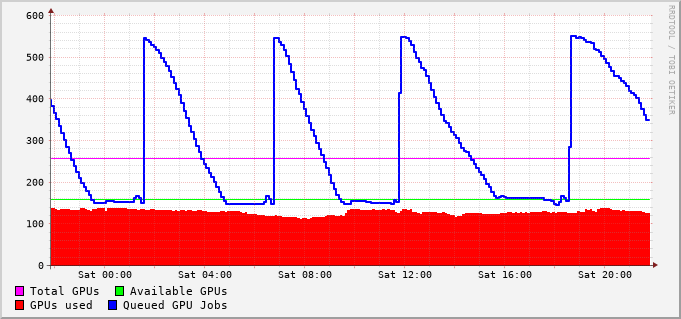 600
500
400
300
200
100
0
Sat 00:00 Sat 04:00 Sat 08:00 Sat 12:00 Sat 16:00 Sat 20:00
Total GPUs Available GPUs
GPUs used Queued GPU Jobs
RRDTOOL / TOBI OETIKER